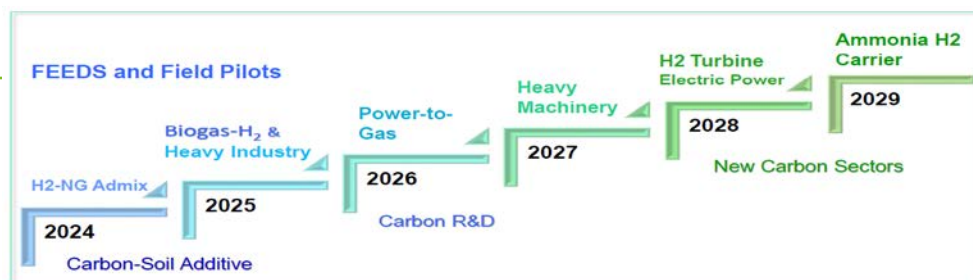 FEEDS and Field Pilots
H2-NG Admix
2024
Carbon-Soil Additive
Biogas-H₂ &
Heavy Industry
2025
Power-to-
Gas
2026
Carbon R&D
Heavy
Machinery
2027
H2 Turbine
Electric Power
2028
New Carbon Sectors
Ammonia H2
Carrier
2029